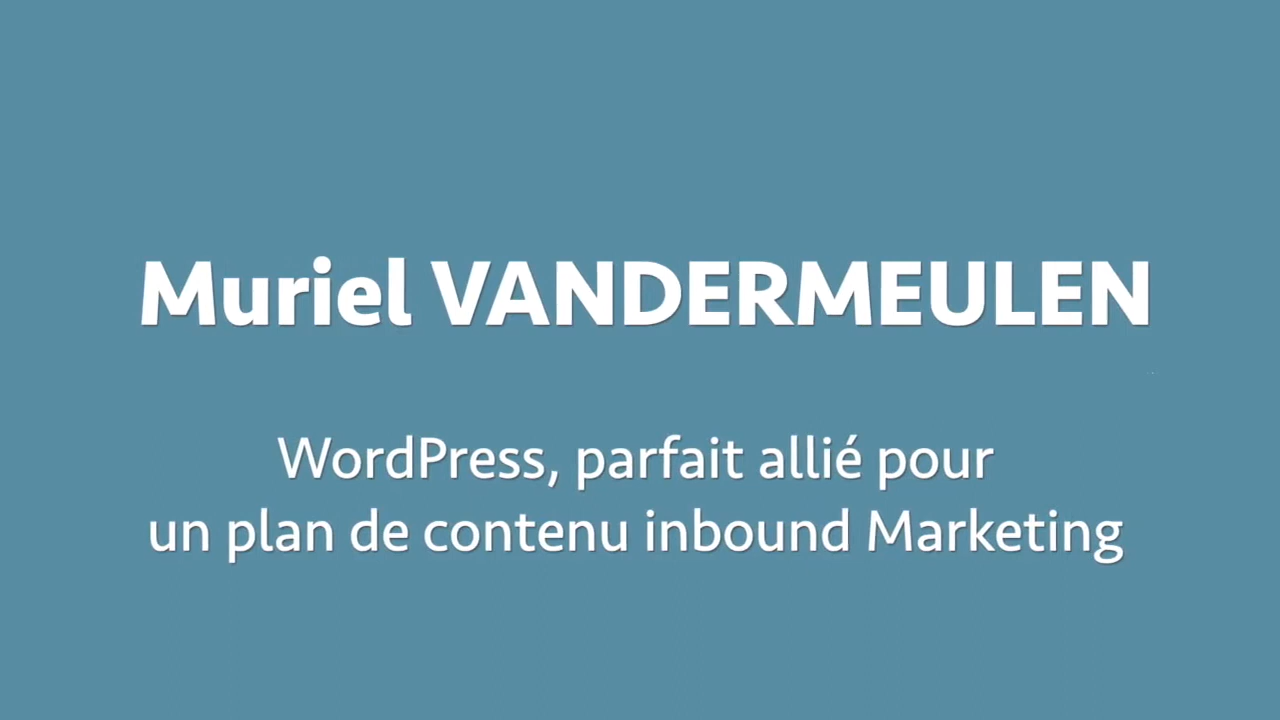 Muriel VANDERMEULEN
WordPress, parfait allié pour
un plan de contenu inbound Marketing